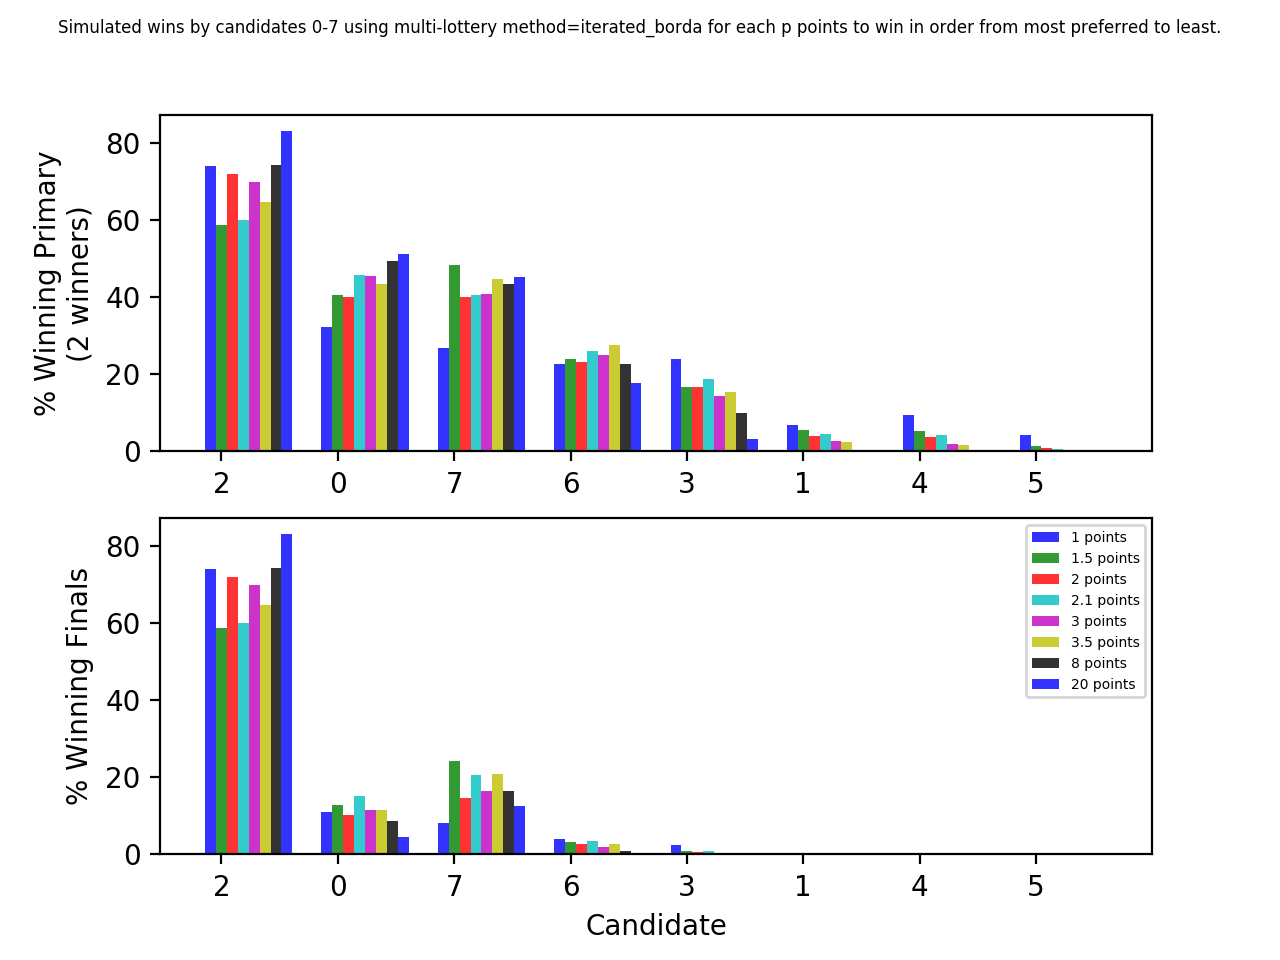 Simulated wins by candidates 0-7 using multi-lottery method=iterated_borda for each p points to win in order from most preferred to least.
% Winning Primary
(2 winners)
80
60
40
20
0
2 0 7 6 3 1 4 5
% Winning Finals
80
60
40
20
0
1 points
1.5 points
2 points
2.1 points
3 points
3.5 points
8 points
20 points
2 0 7 6 3 1 4 5
Candidate